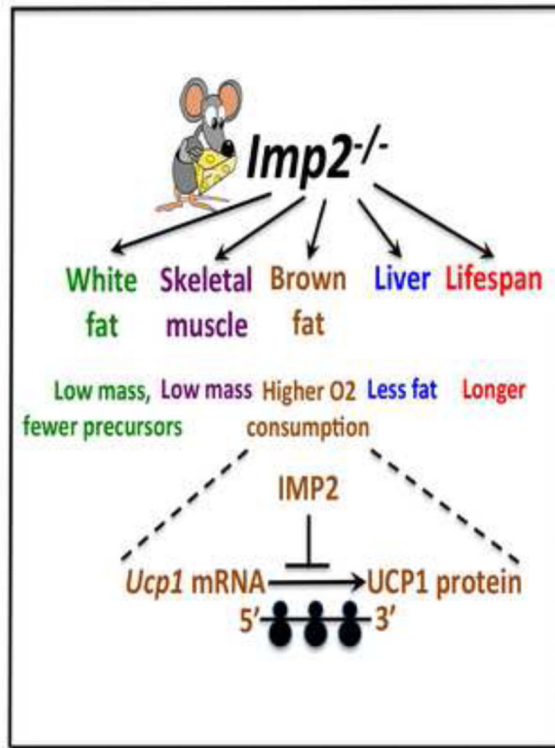 Imp2-/-
White Skeletal Brown Liver Lifespan
fat muscle fat
Low mass, Low mass Higher O2 Less fat Longer
fewer precursors consumption
IMP2
Ucp1 mRNA UCP1 protein
5' 3'